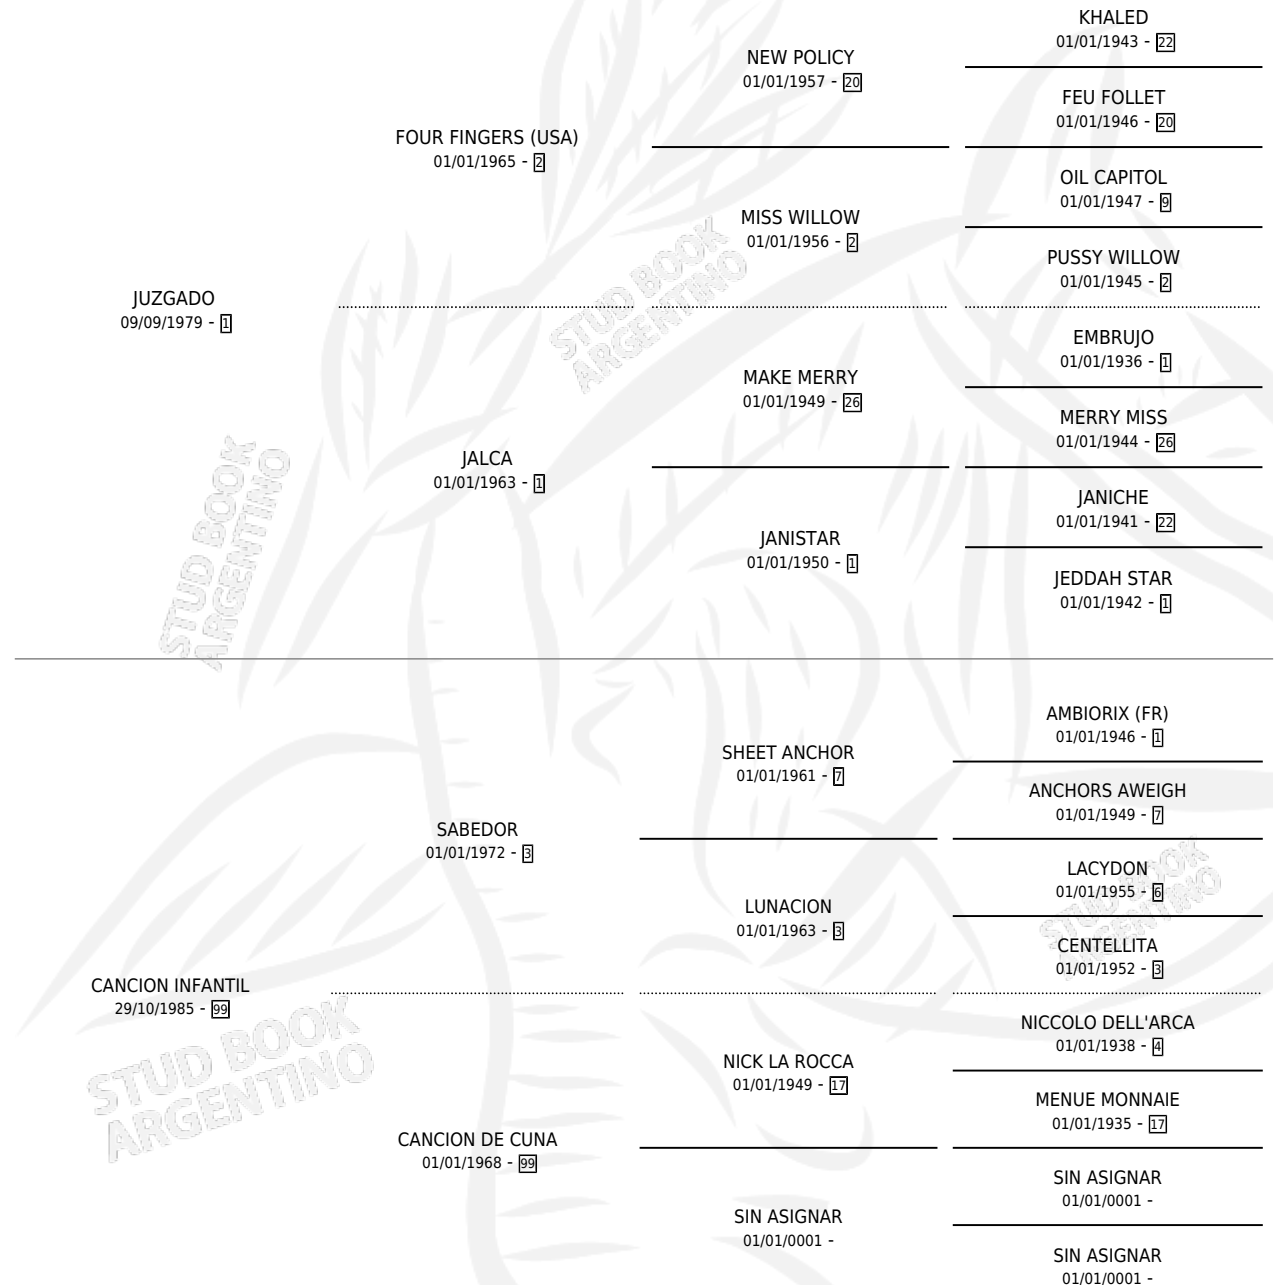 KHALED
01/01/1943 - 22
NEW POLICY
01/01/1957 - 20
FEU FOLLET
01/01/1946 - 20
FOUR FINGERS (USA)
01/01/1965 - 2
OIL CAPITOL
01/01/1947 - 9
MISS WILLOW
01/01/1956 - 2
PUSSY WILLOW
01/01/1945 - 2
JUZGADO
09/09/1979 - 1
STUD BOOK
ARGENTINO
EMBRUJO
01/01/1936 - 1
MAKE MERRY
01/01/1949 - 26
MERRY MISS
01/01/1944 - 26
JALCA
01/01/1963 - 1
JANICHE
01/01/1941 - 22
JANISTAR
01/01/1950 - 1
JEDDAH STAR
01/01/1942 - 1
STUD BOOK
ARGENTINO
AMBIORIX (FR)
01/01/1946 - 1
SHEET ANCHOR
01/01/1961 - 7
ANCHORS AWEIGH
01/01/1949 - 7
SABEDOR
01/01/1972 - 3
LACYDON
01/01/1955 - 6
LUNACION
01/01/1963 - 3
CENTELLITA
01/01/1952 - 3
STUD BOOK
ARGENTINO
CANCION INFANTIL
29/10/1985 - 99
NICCOLO DELL'ARCA
01/01/1938 - 4
NICK LA ROCCA
01/01/1949 - 17
MENUE MONNAIE
01/01/1935 - 17
STUD BOOK
ARGENTINO
CANCION DE CUNA
01/01/1968 - 99
SIN ASIGNAR
01/01/0001 -
SIN ASIGNAR
01/01/0001 -
SIN ASIGNAR
01/01/0001 -